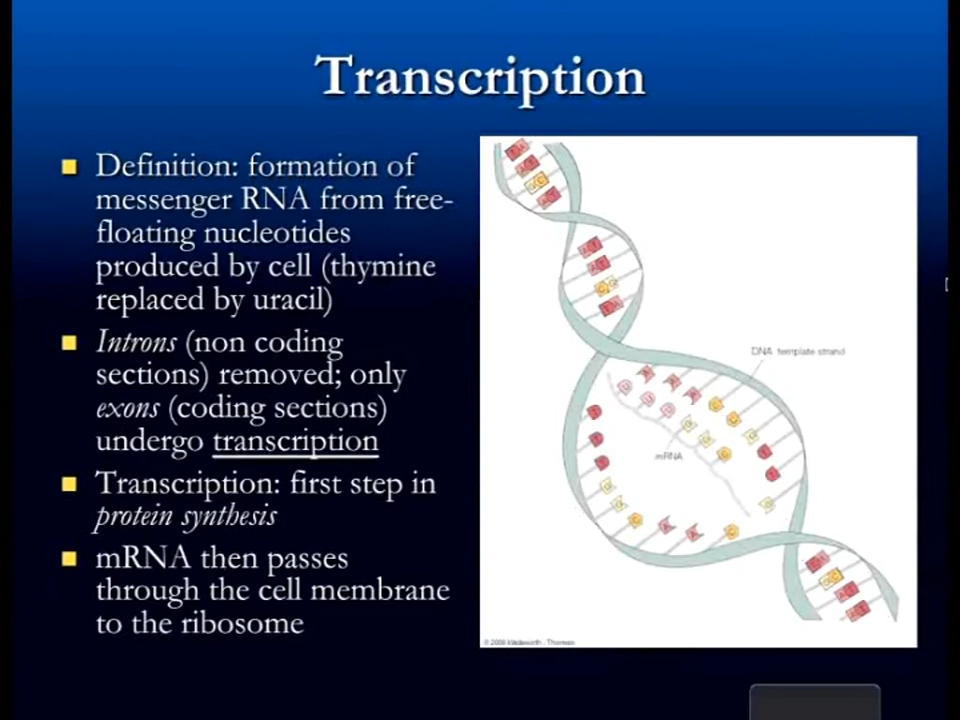 Transcription
Definition: formation of
messenger RNA from free-
floating nucleotides
produced by cell (thymine
replaced by uracil)
Introns (non coding
sections) removed; only
exons (coding sections)
undergo transcription
Transcription: first step in
protein synthesis
mRNA then passes
through the cell membrane
to the ribosome
DNA template strand
mRNA
© 2006 Wadsworth - Thomson